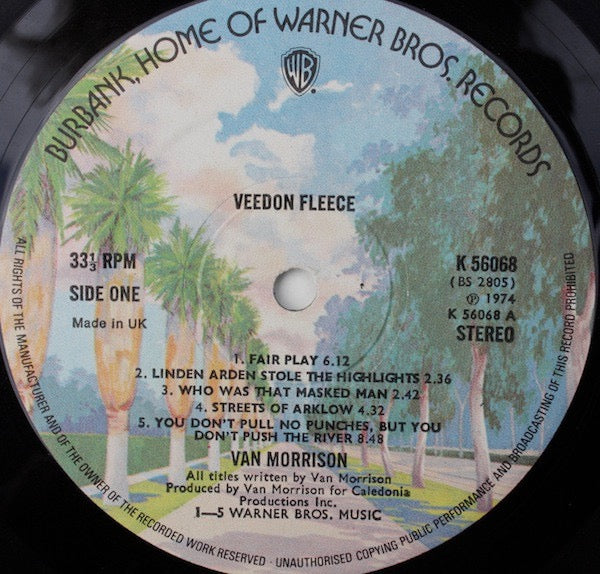 BURBANK, HOME OF WARNER BROS. RECORDS
WB
VEEDON FLEECE
33⅓ RPM
SIDE ONE
Made in UK
K 56068
(BS 2805)
Ⓟ 1974
K 56068 A
STEREO
1. FAIR PLAY 6.12
2. LINDEN ARDEN STOLE THE HIGHLIGHTS 2.36
3. WHO WAS THAT MASKED MAN 2.42
4. STREETS OF ARKLOW 4.32
5. YOU DON'T PULL NO PUNCHES, BUT YOU
DON'T PUSH THE RIVER 8.48
VAN MORRISON
All titles written by Van Morrison
Produced by Van Morrison for Caledonia
Productions Inc.
1—5 WARNER BROS. MUSIC
ALL RIGHTS OF THE MANUFACTURER AND OF THE OWNER OF THE RECORDED WORK RESERVED · UNAUTHORISED COPYING PUBLIC PERFORMANCE AND BROADCASTING OF THIS RECORD PROHIBITED